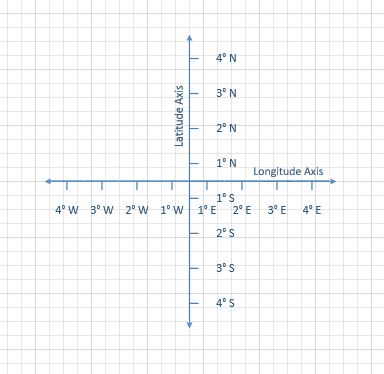 4° N
3° N
Latitude Axis
2° N
1° N
Longitude Axis
1° S
4° W 3° W 2° W 1° W 1° E 2° E 3° E 4° E
2° S
3° S
4° S